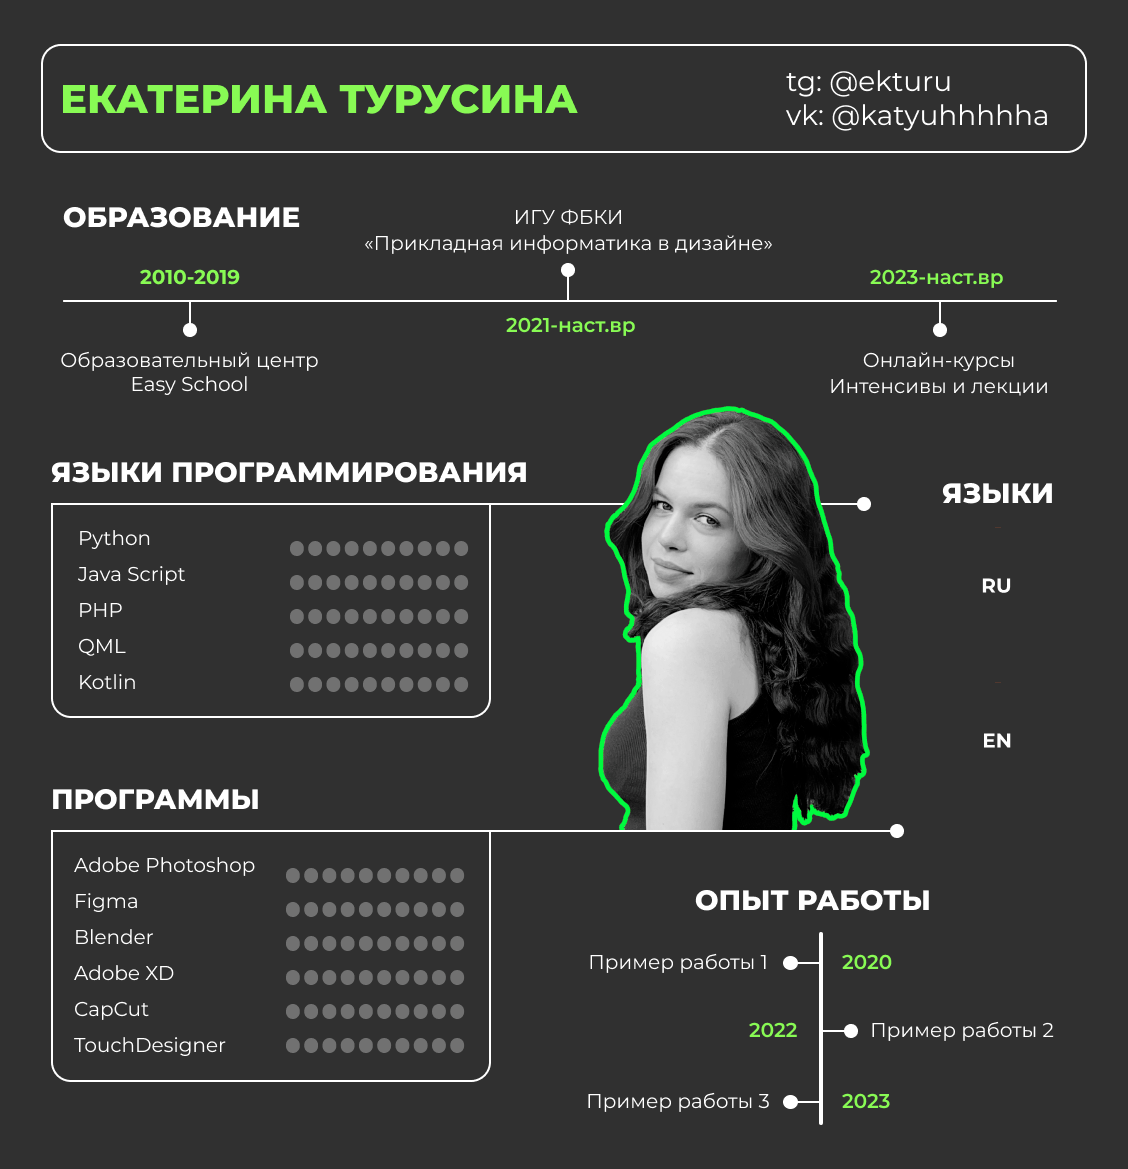 ЕКАТЕРИНА ТУРУСИНА
tg: @ekturu
vk: @katyuhhhhhha
ОБРАЗОВАНИЕ
2010-2019
Образовательный центр
Easy School
ИГУ ФБКИ
«Прикладная информатика в дизайне»
2021-наст.вр
2023-наст.вр
Онлайн-курсы
Интенсивы и лекции
ЯЗЫКИ ПРОГРАММИРОВАНИЯ
Python
Java Script
PHP
QML
Kotlin
ЯЗЫКИ
RU
EN
ПРОГРАММЫ
Adobe Photoshop
Figma
Blender
Adobe XD
CapCut
TouchDesigner
ОПЫТ РАБОТЫ
Пример работы 1
2020
2022
Пример работы 2
Пример работы 3
2023